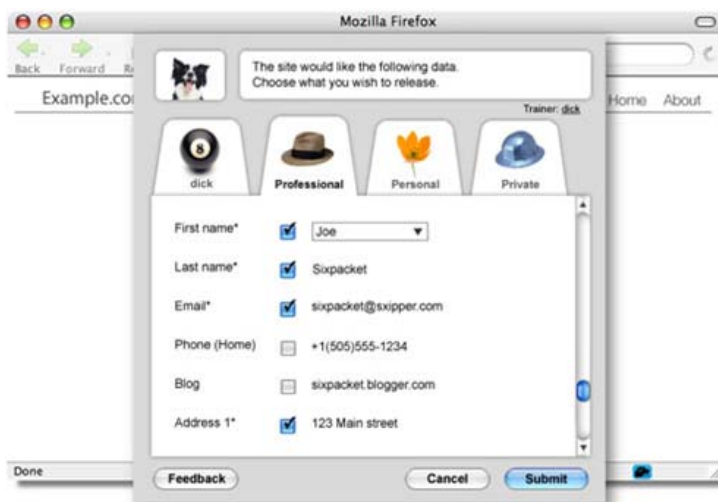 Mozilla Firefox
Back Forward
The site would like the following data.
Choose what you wish to release.
Example.co
Home About
Trainer: dick
8
dick Professional Personal Private
First name* Joe
Last name* Sixpacket
Email* sixpacket@sxipper.com
Phone (Home) +1(505)555-1234
Blog sixpacket.blogger.com
Address 1* 123 Main street
Done
Feedback Cancel Submit